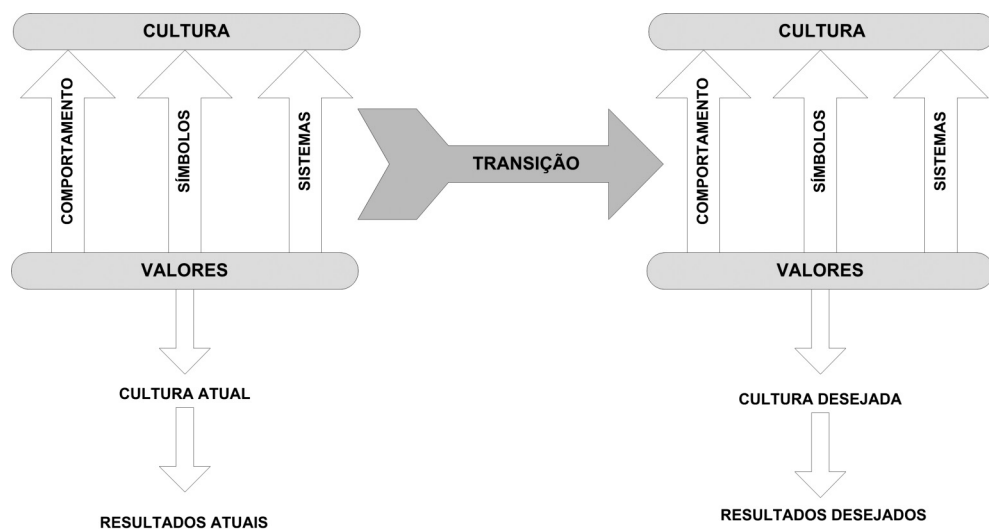 CULTURA
COMPORTAMENTO
SÍMBOLOS
SISTEMAS
VALORES
CULTURA ATUAL
RESULTADOS ATUAIS
TRANSIÇÃO
CULTURA
COMPORTAMENTO
SÍMBOLOS
SISTEMAS
VALORES
CULTURA DESEJADA
RESULTADOS DESEJADOS